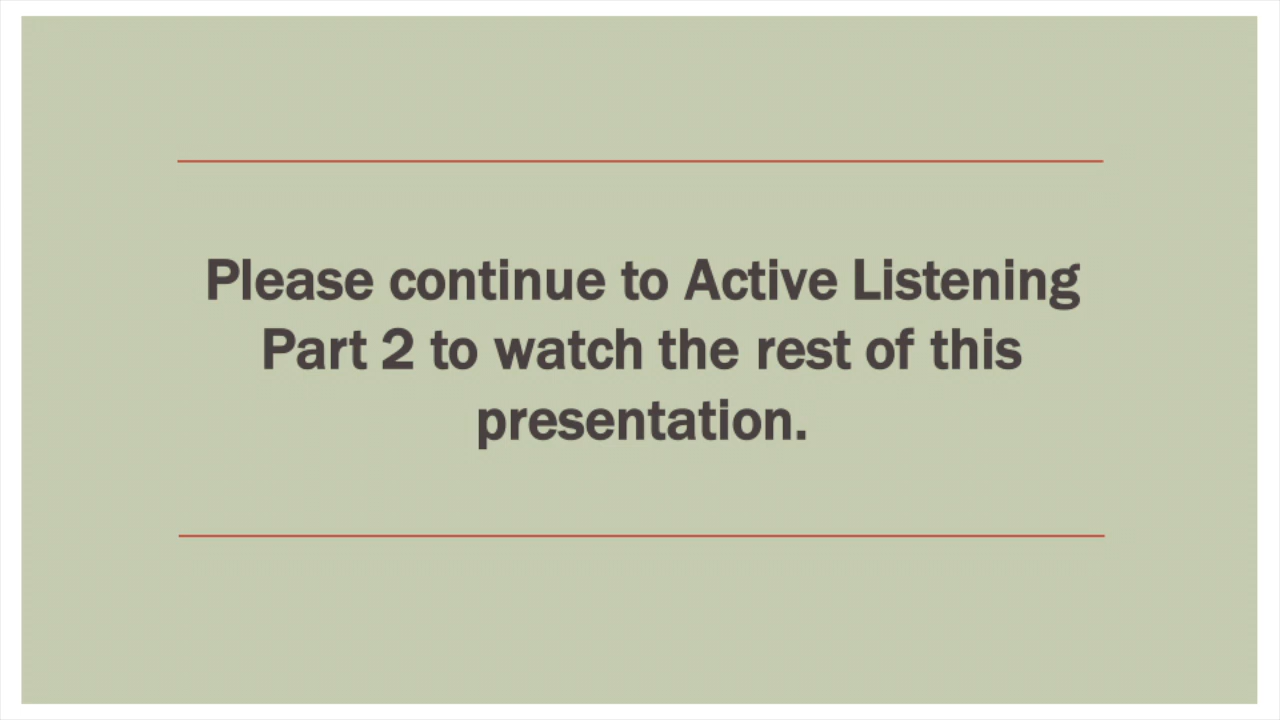 Please continue to Active Listening
Part 2 to watch the rest of this
presentation.